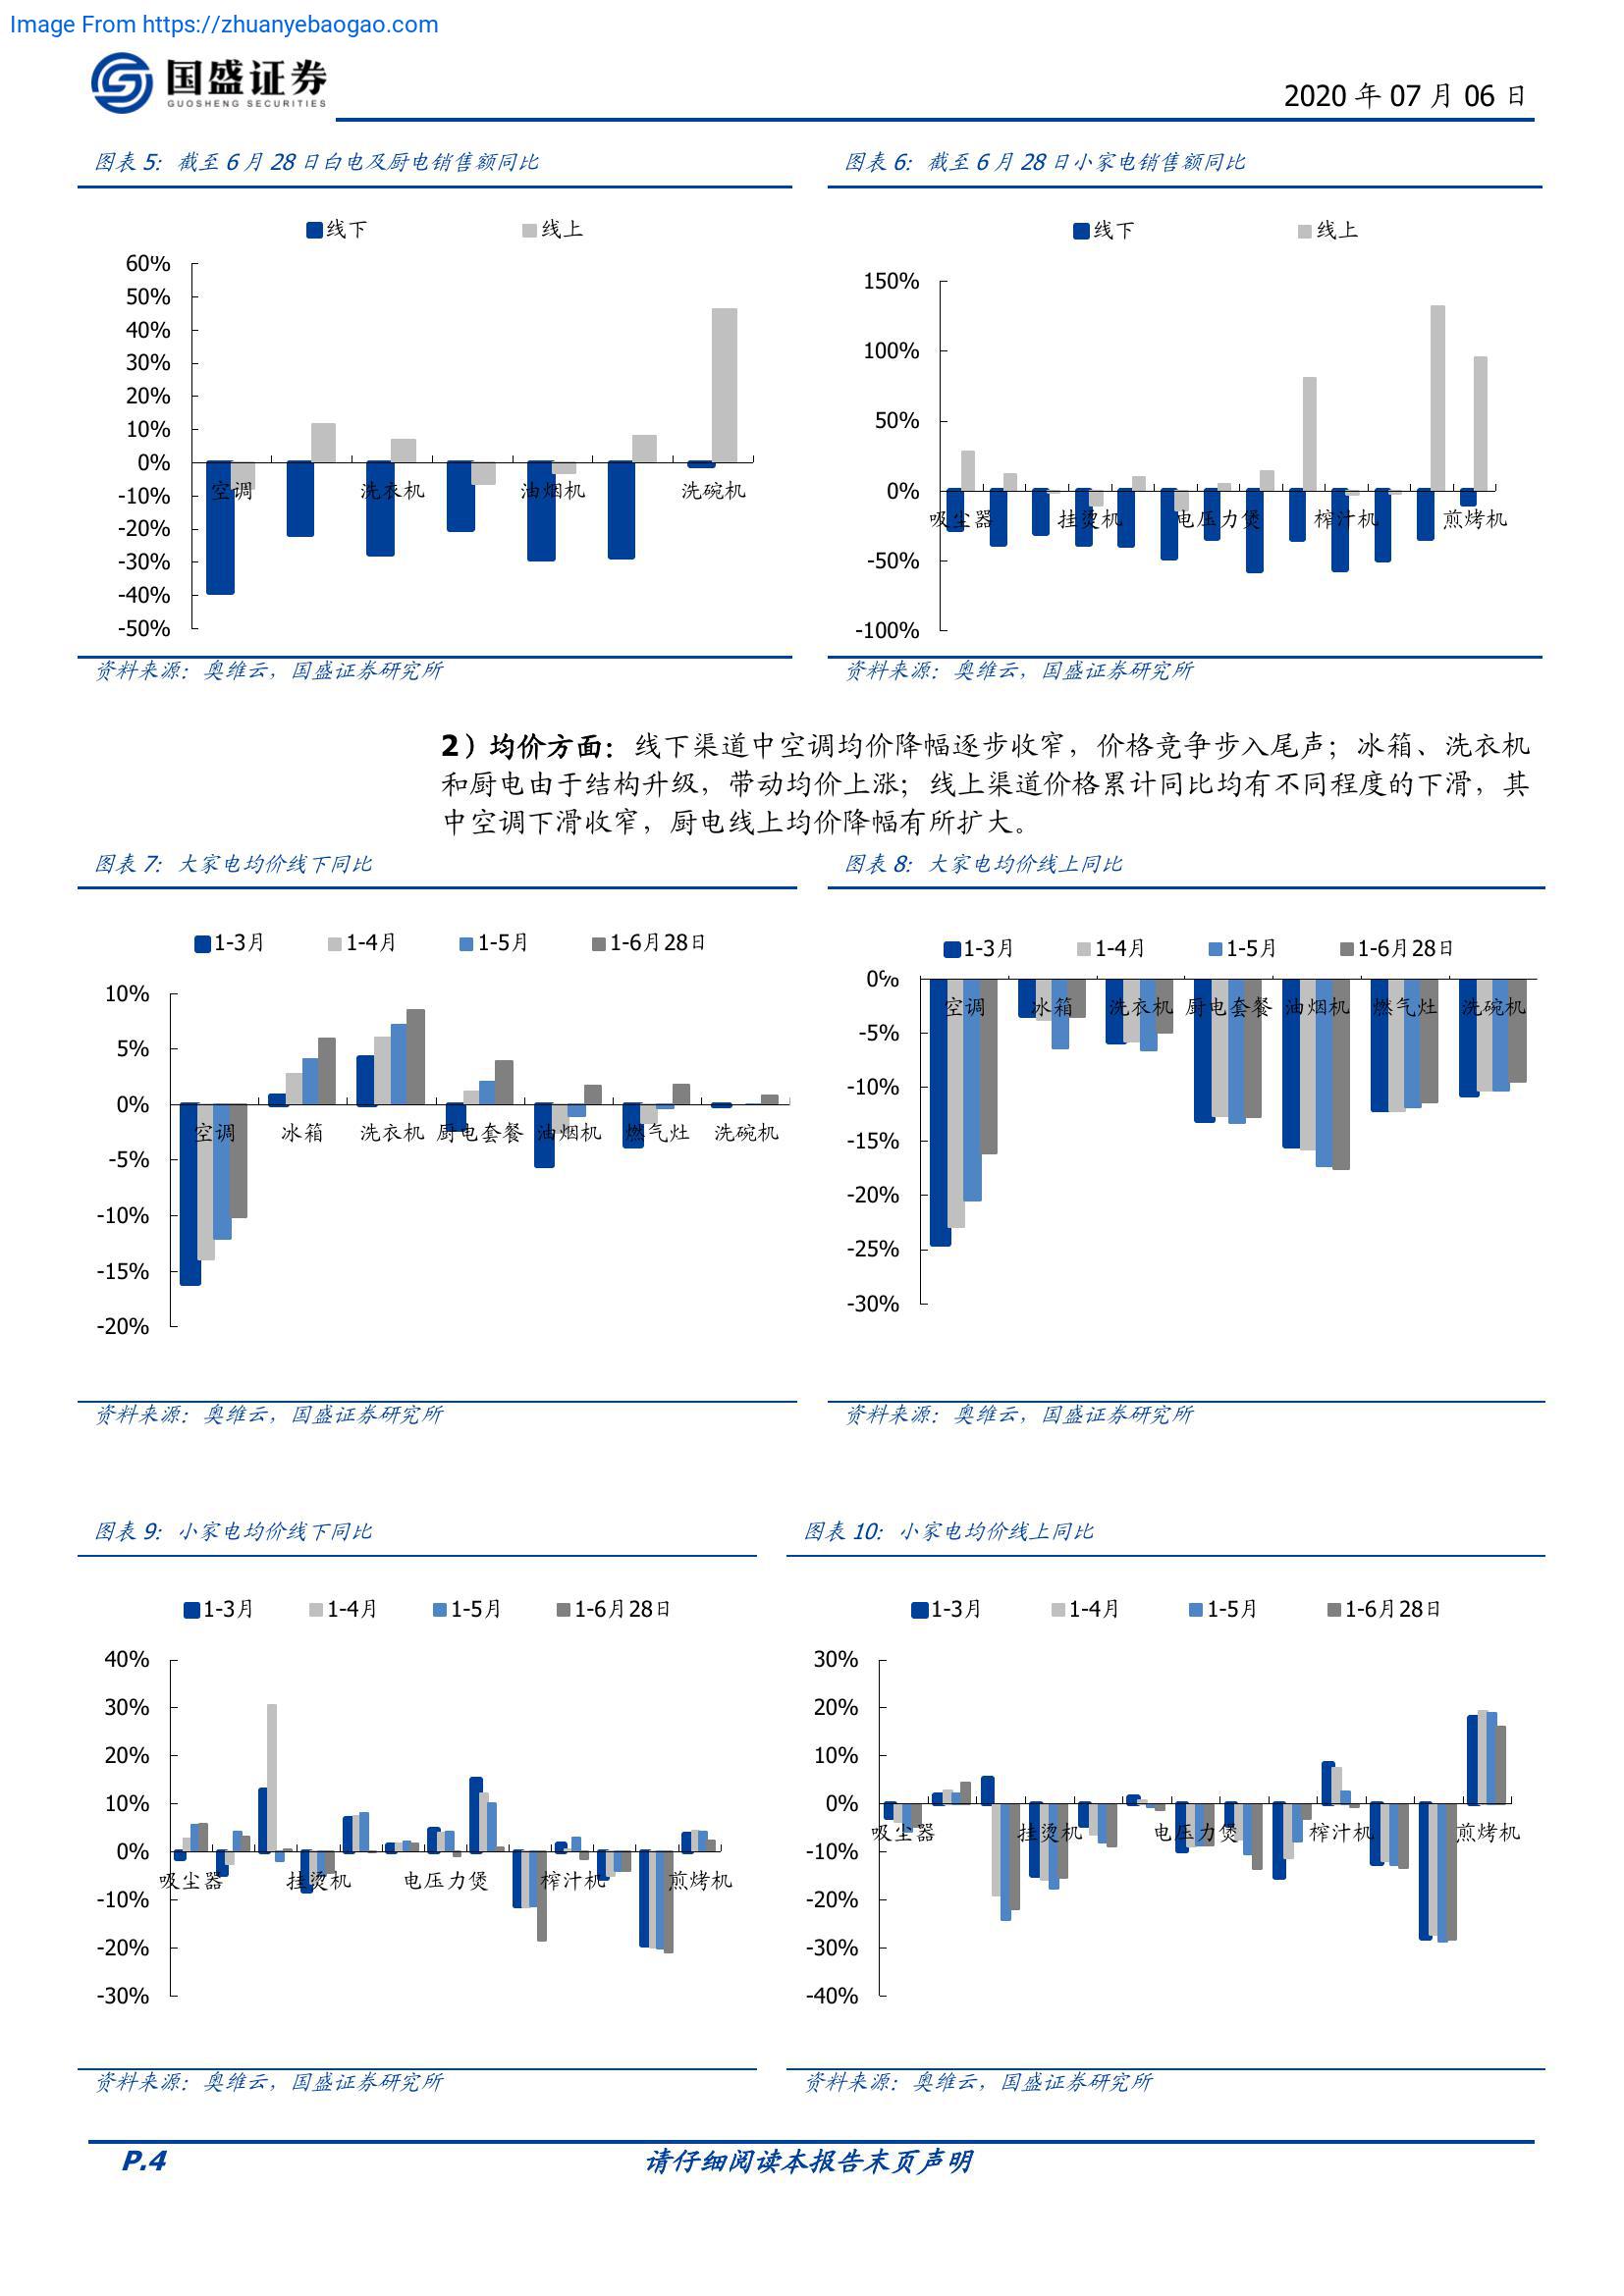 Image From https://zhuanyebaogao.com
国盛证券
GUOSHENG SECURITIES
2020 年 07 月 06 日
图表 5：截至 6 月 28 日白电及厨电销售额同比
线下 线上
60%
50%
40%
30%
20%
10%
0%
-10%
-20%
-30%
-40%
-50%
空调 洗衣机 油烟机 洗碗机
资料来源：奥维云，国盛证券研究所
图表 6：截至 6 月 28 日小家电销售额同比
线下 线上
150%
100%
50%
0%
-50%
-100%
吸尘器 挂烫机 电压力煲 榨汁机 煎烤机
资料来源：奥维云，国盛证券研究所
2）均价方面：线下渠道中空调均价降幅逐步收窄，价格竞争步入尾声；冰箱、洗衣机
和厨电由于结构升级，带动均价上涨；线上渠道价格累计同比均有不同程度的下滑，其
中空调下滑收窄，厨电线上均价降幅有所扩大。
图表 7：大家电均价线下同比
1-3月 1-4月 1-5月 1-6月28日
10%
5%
0%
-5%
-10%
-15%
-20%
空调 冰箱 洗衣机 厨电套餐 油烟机 燃气灶 洗碗机
资料来源：奥维云，国盛证券研究所
图表 8：大家电均价线上同比
1-3月 1-4月 1-5月 1-6月28日
0%
-5%
-10%
-15%
-20%
-25%
-30%
空调 冰箱 洗衣机 厨电套餐 油烟机 燃气灶 洗碗机
资料来源：奥维云，国盛证券研究所
图表 9：小家电均价线下同比
1-3月 1-4月 1-5月 1-6月28日
40%
30%
20%
10%
0%
-10%
-20%
-30%
吸尘器 挂烫机 电压力煲 榨汁机 煎烤机
资料来源：奥维云，国盛证券研究所
图表 10：小家电均价线上同比
1-3月 1-4月 1-5月 1-6月28日
30%
20%
10%
0%
-10%
-20%
-30%
-40%
吸尘器 挂烫机 电压力煲 榨汁机 煎烤机
资料来源：奥维云，国盛证券研究所
P.4 请仔细阅读本报告末页声明